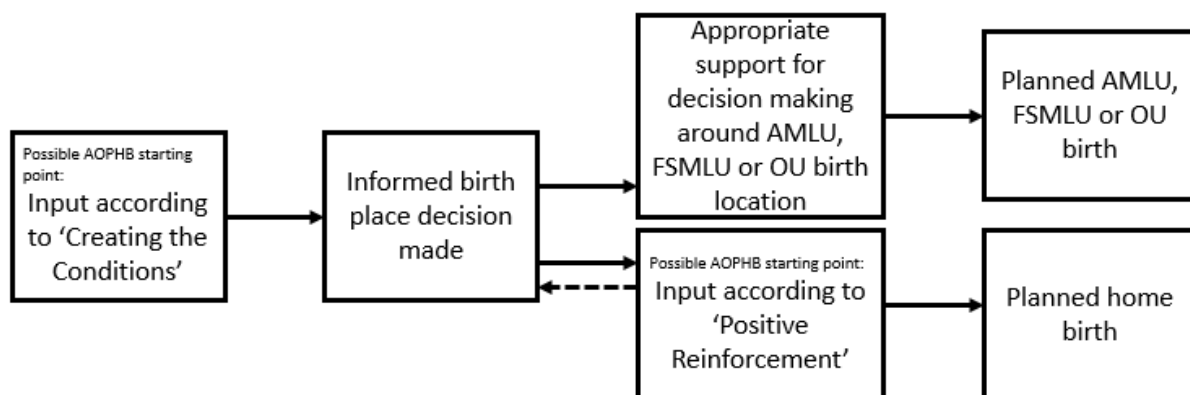 Possible AOPHB starting
point:
Input according
to ‘Creating the
Conditions’
Informed birth
place decision
made
Appropriate
support for
decision making
around AMLU,
FSMLU or OU birth
location
Planned AMLU,
FSMLU or OU
birth
Possible AOPHB starting point:
Input according to
‘Positive
Reinforcement’
Planned home
birth